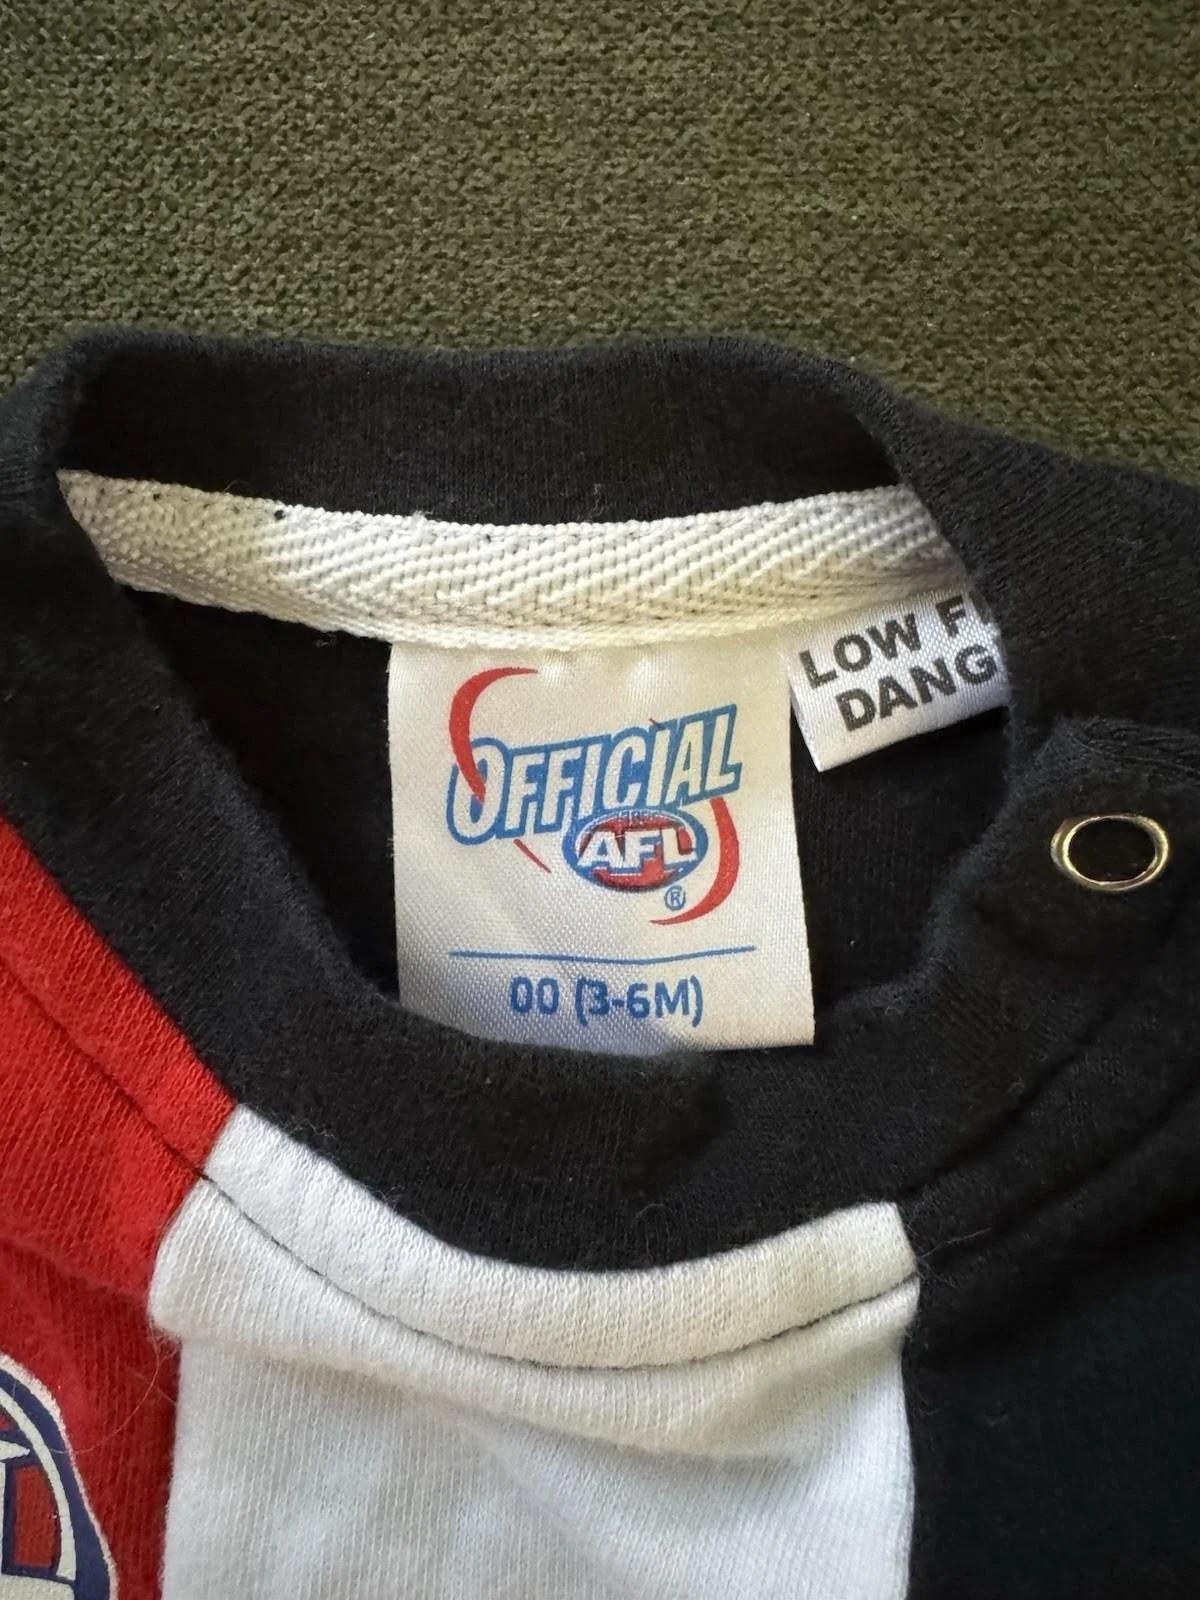 OFFICIAL
AFL
®
00 (3-6M)
LOW
DANG